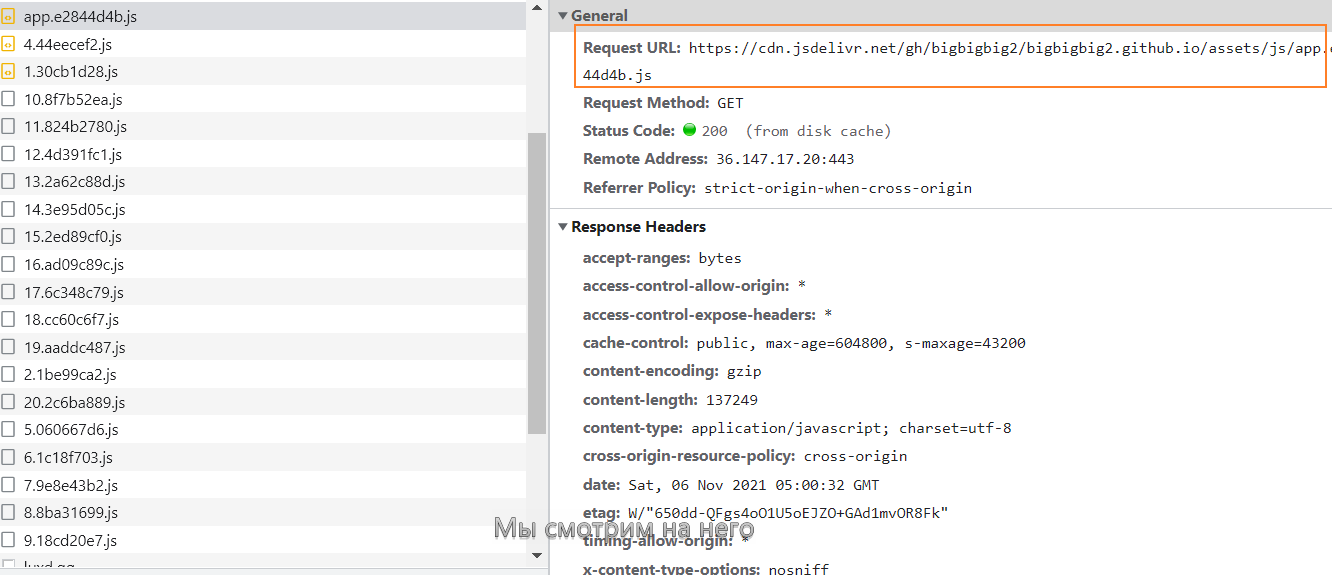 app.e2844d4b.js
4.44eecef2.js
1.30cb1d28.js
10.8f7b52ea.js
11.824b2780.js
12.4d391fc1.js
13.2a62c88d.js
14.3e95d05c.js
15.2ed89cf0.js
16.ad09c89c.js
17.6c348c79.js
18.cc60c6f7.js
19.aaddc487.js
2.1be99ca2.js
20.2c6ba889.js
5.060667d6.js
6.1c18f703.js
7.9e8e43b2.js
8.8ba31699.js
9.18cd20e7.js
General
Request URL: https://cdn.jsdelivr.net/gh/bigbigbig2/bigbigbig2.github.io/assets/js/app.
44d4b.js
Request Method: GET
Status Code: 200 (from disk cache)
Remote Address: 36.147.17.20:443
Referrer Policy: strict-origin-when-cross-origin
Response Headers
accept-ranges: bytes
access-control-allow-origin: *
access-control-expose-headers: *
cache-control: public, max-age=604800, s-maxage=43200
content-encoding: gzip
content-length: 137249
content-type: application/javascript; charset=utf-8
cross-origin-resource-policy: cross-origin
date: Sat, 06 Nov 2021 05:00:32 GMT
etag: W/"650dd-QFgs4oO1U5oEJZO+GAd1mvOR8Fk"
Мы смотрим на него
timing-allow-origin: *
x-content-type-options: nosniff